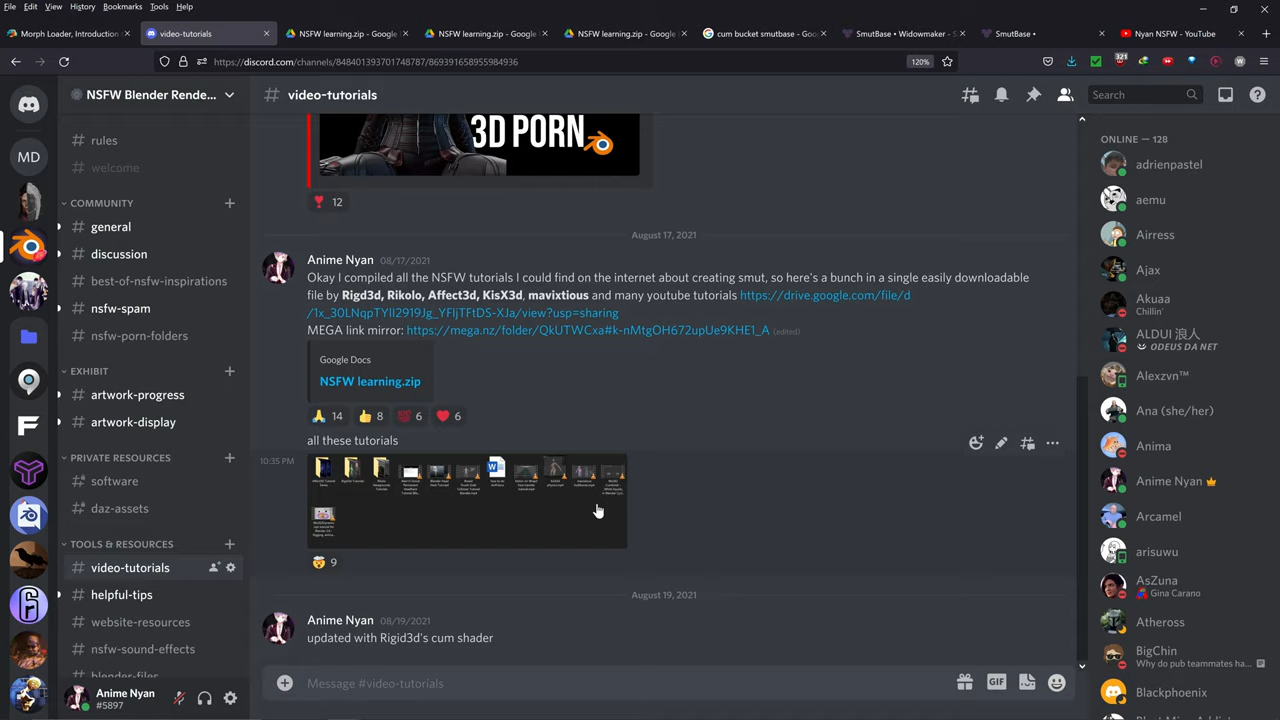 File Edit View History Bookmarks Tools Help
Morph Loader, Introduction
video-tutorials
NSFW learning.zip - Google
NSFW learning.zip - Google
NSFW learning.zip - Google
cum bucket smutbase - Google
SmutBase • Widowmaker - S
SmutBase •
Nyan NSFW - YouTube
https://discord.com/channels/848401393701748787/869391658955984936
120%
321
NSFW Blender Rende...
# video-tutorials
Search
MD
# rules
# welcome
COMMUNITY
# general
# discussion
# best-of-nsfw-inspirations
# nsfw-spam
# nsfw-porn-folders
EXHIBIT
# artwork-progress
# artwork-display
PRIVATE RESOURCES
# software
# daz-assets
TOOLS & RESOURCES
# video-tutorials
# helpful-tips
# website-resources
# nsfw-sound-effects
# blender-files
Anime Nyan
#5897
3D PORN
12
August 17, 2021
Anime Nyan 08/17/2021
Okay I compiled all the NSFW tutorials I could find on the internet about creating smut, so here's a bunch in a single easily downloadable
file by Rigd3d, Rikolo, Affect3d, KisX3d, mavixtious and many youtube tutorials https://drive.google.com/file/d
/1x_30LNqpTYlI2919Jg_YFIjTFtDS-XJa/view?usp=sharing
MEGA link mirror: https://mega.nz/folder/QkUTWCxa#k-nMtgOH672upUe9KHE1_A (edited)
Google Docs
NSFW learning.zip
14 8 6 6
all these tutorials
10:35 PM
9
August 19, 2021
Anime Nyan 08/19/2021
updated with Rigid3d's cum shader
Message #video-tutorials
GIF
ONLINE — 128
adrienpastel
aemu
Airress
Ajax
Akuaa
Chillin'
ALDUI 浪人
ODEUS DA NET
Alexzvn™
Ana (she/her)
Anima
Anime Nyan
Arcamel
arisuwu
AsZuna
Gina Carano
Atheross
BigChin
Why do pub teammates ha...
Blackphoenix